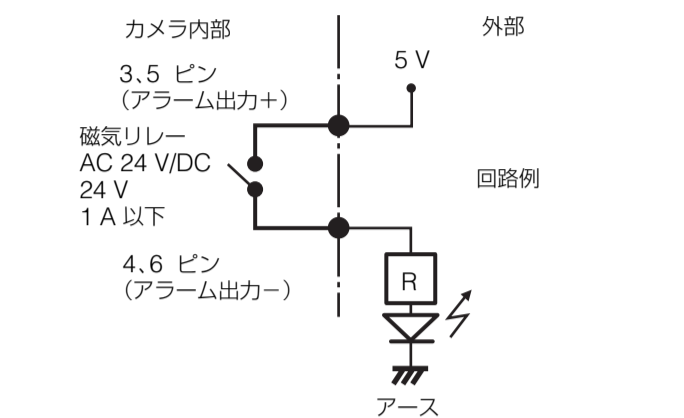 カメラ内部
外部
3、5 ピン
（アラーム出力＋）
5 V
磁気リレー
AC 24 V/DC
24 V
1 A 以下
回路例
4、6 ピン
（アラーム出力－）
R
アース